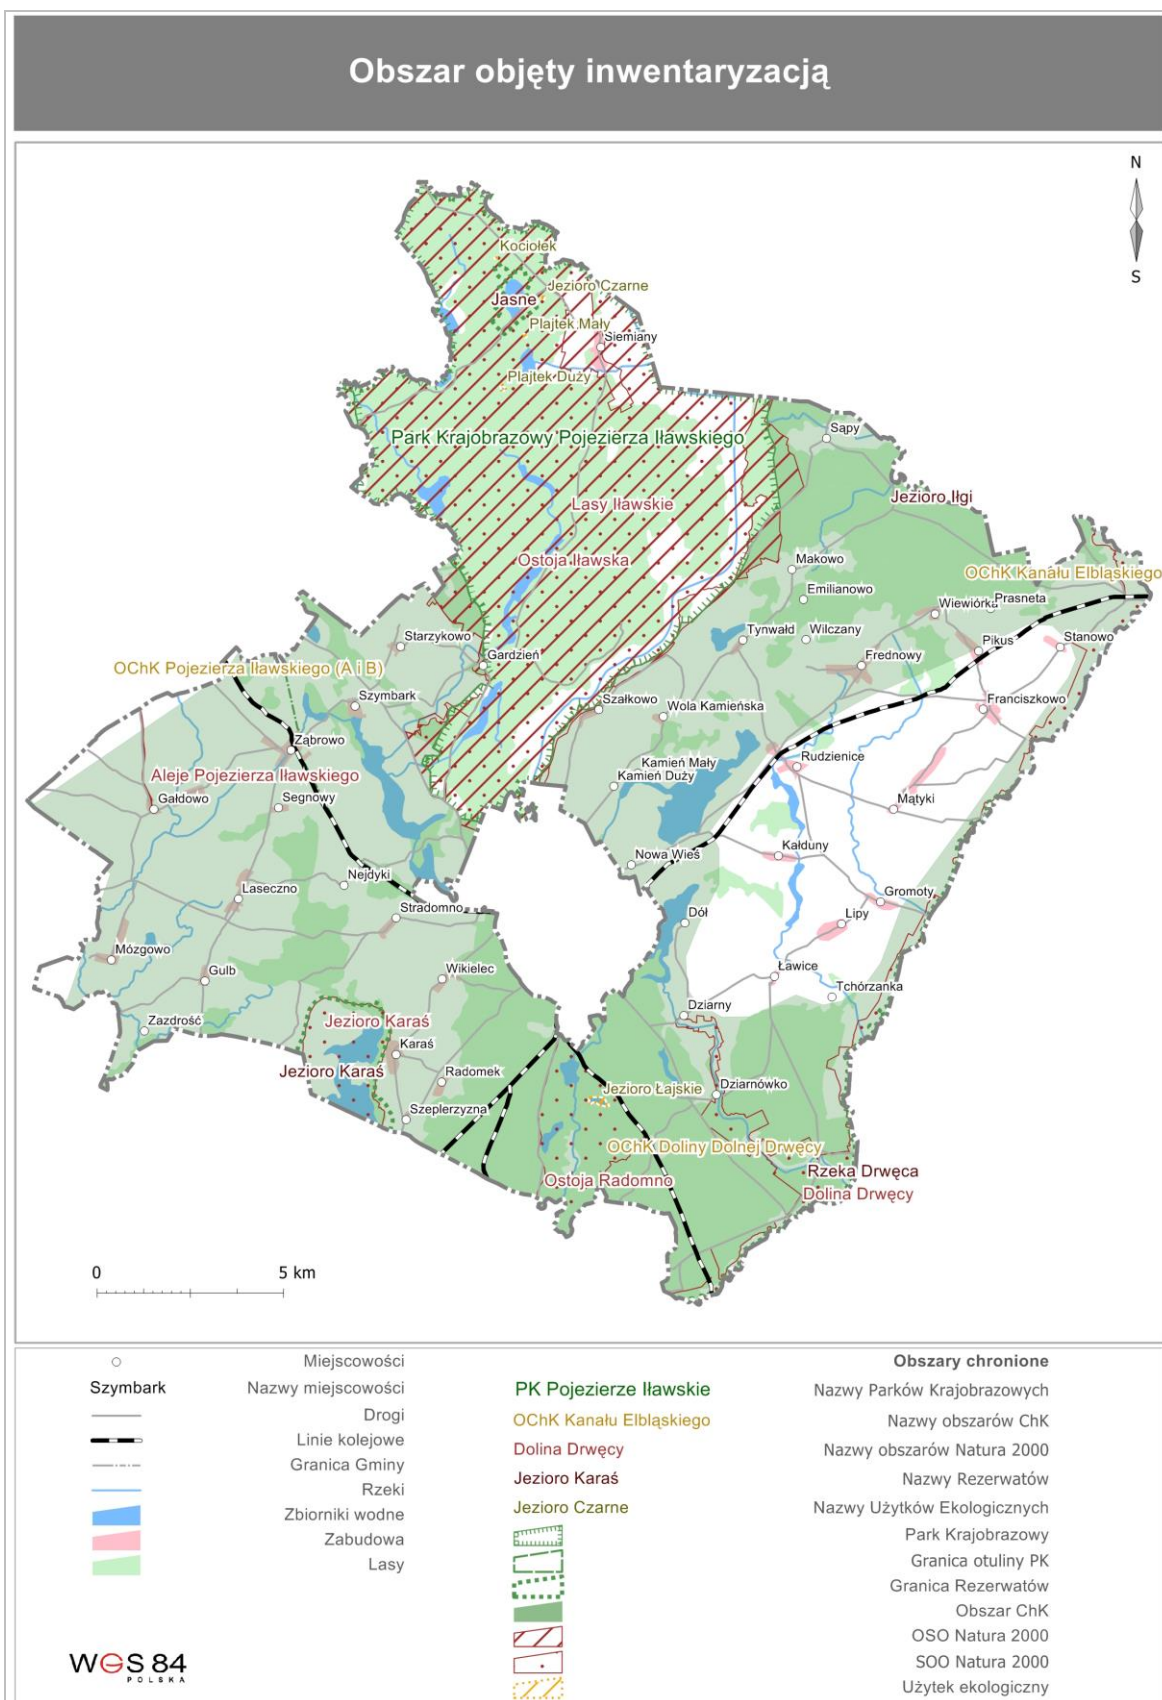 Obszar objęty inwentaryzacją
N
S
Kociołek
Jezioro Czarne
Jasne
Plajtek Mały
Siemiany
Plajtek Duży
Park Krajobrazowy Pojezierza Iławskiego
Sąpy
Jezioro Iłgi
Lasy Iławskie
Ostoja Iławska
Makowo
OChK Kanału Elbląskiego
Emilianowo
Wiewiórka
Prasneta
Starzykowo
Tynwałd
Wilczany
Pikus
Stanowo
Gardzień
Frednowy
OChK Pojezierza Iławskiego (A i B)
Szymbark
Szałkowo
Wola Kamieńska
Franciszkowo
Ząbrowo
Kamień Mały
Rudzienice
Aleje Pojezierza Iławskiego
Kamień Duży
Gałdowo
Segnowy
Mątyki
Nowa Wieś
Kałduny
Nejdyki
Laseczno
Gromoty
Stradomno
Dół
Lipy
Mózgowo
Gulb
Wikielec
Ławice
Tchórzanka
Zazdrość
Jezioro Karaś
Dziarny
Karaś
Jezioro Karaś
Radomek
Jezioro Łajskie
Dziarnówko
Szeplerzyzna
OChK Doliny Dolnej Drwęcy
Ostoja Radomno
Rzeka Drwęca
Dolina Drwęcy
0
5 km
Miejscowości
Szymbark
Nazwy miejscowości
Drogi
Linie kolejowe
Granica Gminy
Rzeki
Zbiorniki wodne
Zabudowa
Lasy
WGS 84
POLSKA
Obszary chronione
PK Pojezierze Iławskie
Nazwy Parków Krajobrazowych
OChK Kanału Elbląskiego
Nazwy obszarów ChK
Dolina Drwęcy
Nazwy obszarów Natura 2000
Jezioro Karaś
Nazwy Rezerwatów
Jezioro Czarne
Nazwy Użytków Ekologicznych
Park Krajobrazowy
Granica otuliny PK
Granica Rezerwatów
Obszar ChK
OSO Natura 2000
SOO Natura 2000
Użytek ekologiczny